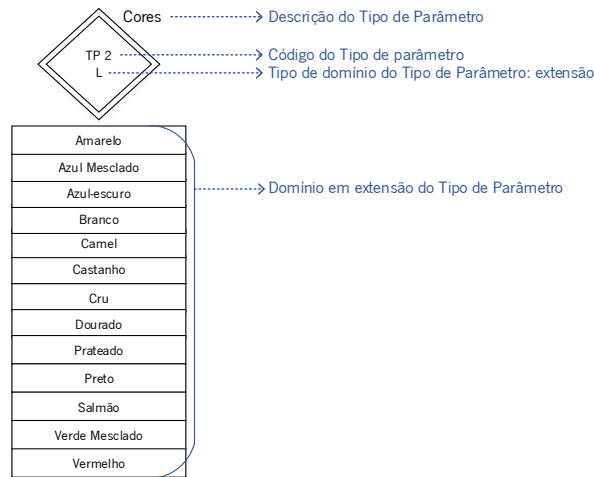 Cores
Descrição do Tipo de Parâmetro
TP 2
Código do Tipo de parâmetro
L
Tipo de domínio do Tipo de Parâmetro: extensão
Amarelo
Azul Mesclado
Azul-escuro
Domínio em extensão do Tipo de Parâmetro
Branco
Camel
Castanho
Cru
Dourado
Prateado
Preto
Salmão
Verde Mesclado
Vermelho